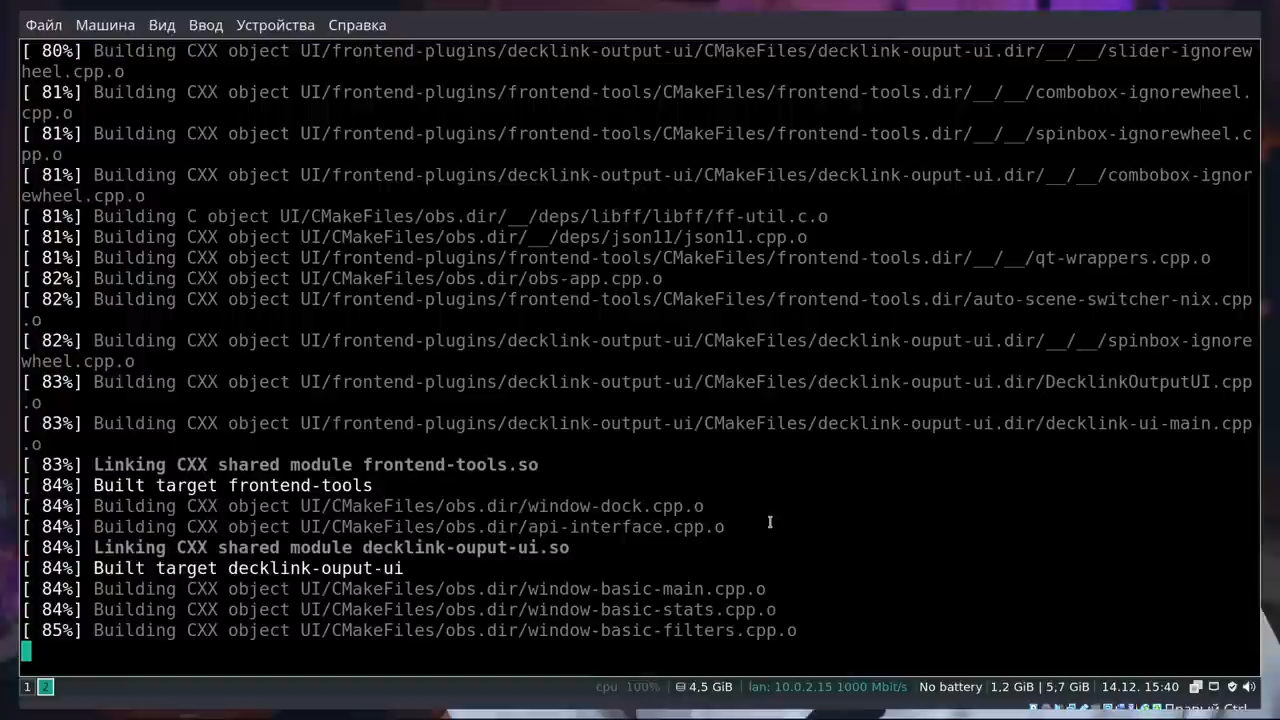 Файл Машина Вид Ввод Устройства Справка
[ 80%] Building CXX object UI/frontend-plugins/decklink-output-ui/CMakeFiles/decklink-ouput-ui.dir/__/__/slider-ignorew
heel.cpp.o
[ 81%] Building CXX object UI/frontend-plugins/frontend-tools/CMakeFiles/frontend-tools.dir/__/__/combobox-ignorewheel.
cpp.o
[ 81%] Building CXX object UI/frontend-plugins/frontend-tools/CMakeFiles/frontend-tools.dir/__/__/spinbox-ignorewheel.c
pp.o
[ 81%] Building CXX object UI/frontend-plugins/decklink-output-ui/CMakeFiles/decklink-ouput-ui.dir/__/__/combobox-ignor
ewheel.cpp.o
[ 81%] Building C object UI/CMakeFiles/obs.dir/__/deps/libff/libff/ff-util.c.o
[ 81%] Building CXX object UI/CMakeFiles/obs.dir/__/deps/json11/json11.cpp.o
[ 81%] Building CXX object UI/frontend-plugins/frontend-tools/CMakeFiles/frontend-tools.dir/__/__/qt-wrappers.cpp.o
[ 82%] Building CXX object UI/CMakeFiles/obs.dir/obs-app.cpp.o
[ 82%] Building CXX object UI/frontend-plugins/frontend-tools/CMakeFiles/frontend-tools.dir/auto-scene-switcher-nix.cpp
.o
[ 82%] Building CXX object UI/frontend-plugins/decklink-output-ui/CMakeFiles/decklink-ouput-ui.dir/__/__/spinbox-ignore
wheel.cpp.o
[ 83%] Building CXX object UI/frontend-plugins/decklink-output-ui/CMakeFiles/decklink-ouput-ui.dir/DecklinkOutputUI.cpp
.o
[ 83%] Building CXX object UI/frontend-plugins/decklink-output-ui/CMakeFiles/decklink-ouput-ui.dir/decklink-ui-main.cpp
.o
[ 83%] Linking CXX shared module frontend-tools.so
[ 84%] Built target frontend-tools
[ 84%] Building CXX object UI/CMakeFiles/obs.dir/window-dock.cpp.o
[ 84%] Building CXX object UI/CMakeFiles/obs.dir/api-interface.cpp.o
[ 84%] Linking CXX shared module decklink-ouput-ui.so
[ 84%] Built target decklink-ouput-ui
[ 84%] Building CXX object UI/CMakeFiles/obs.dir/window-basic-main.cpp.o
[ 84%] Building CXX object UI/CMakeFiles/obs.dir/window-basic-stats.cpp.o
[ 85%] Building CXX object UI/CMakeFiles/obs.dir/window-basic-filters.cpp.o
1 2 cpp 100% 4,5 GiB lan: 10.0.2.15 1000 Mbit/s No battery 1,2 GiB | 5,7 GiB 14.12. 15:40
Правый Ctrl